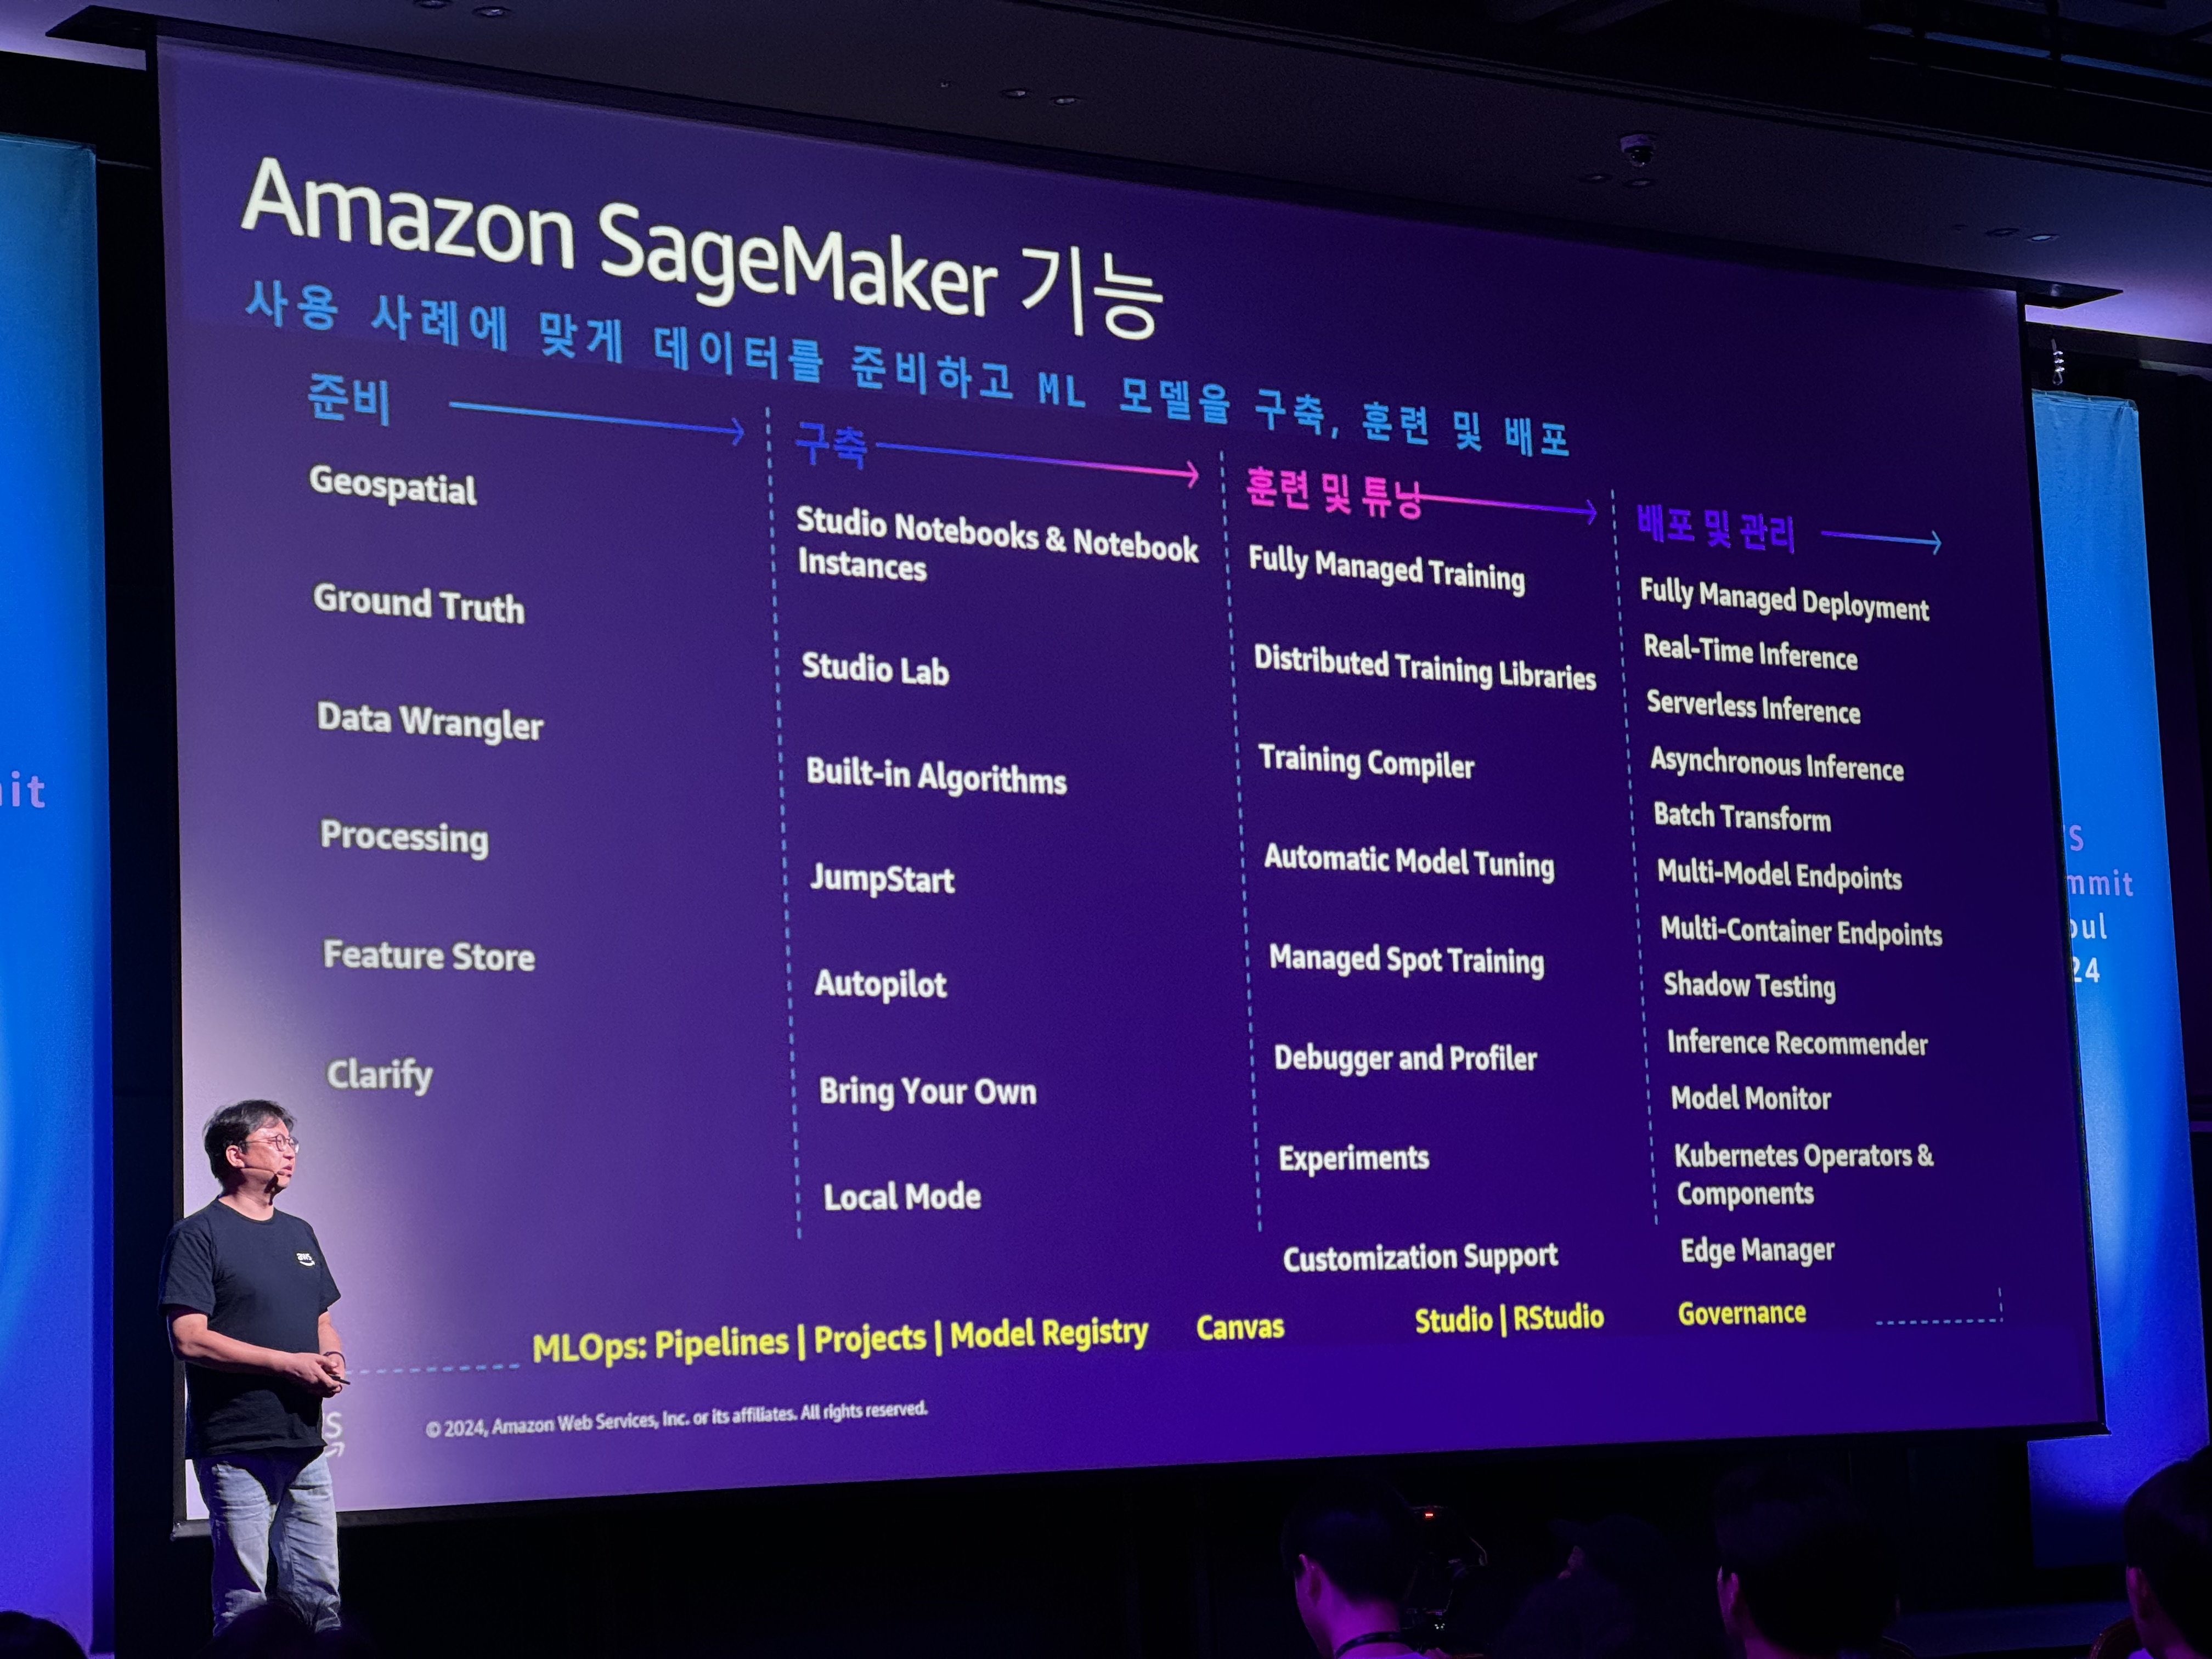 Amazon SageMaker 기능
사용 사례에 맞게 데이터를 준비하고 ML 모델을 구축, 훈련 및 배포
준비
Geospatial
Ground Truth
Data Wrangler
Processing
Feature Store
Clarify
구축
Studio Notebooks & Notebook
Instances
Studio Lab
Built-in Algorithms
JumpStart
Autopilot
Bring Your Own
Local Mode
훈련 및 튜닝
Fully Managed Training
Distributed Training Libraries
Training Compiler
Automatic Model Tuning
Managed Spot Training
Debugger and Profiler
Experiments
Customization Support
배포 및 관리
Fully Managed Deployment
Real-Time Inference
Serverless Inference
Asynchronous Inference
Batch Transform
Multi-Model Endpoints
Multi-Container Endpoints
Shadow Testing
Inference Recommender
Model Monitor
Kubernetes Operators &
Components
Edge Manager
MLOps: Pipelines | Projects | Model Registry Canvas Studio | RStudio Governance
© 2024, Amazon Web Services, Inc. or its affiliates. All rights reserved.
aws